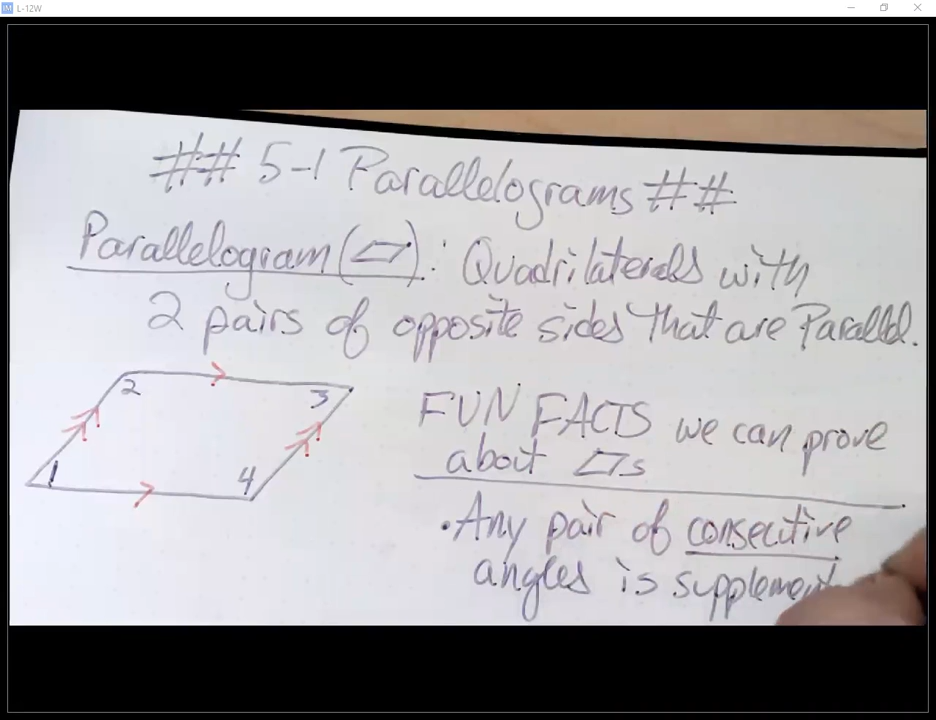 L-12W
## 5-1 Parallelograms ##
Parallelogram (▱): Quadrilaterals with
2 pairs of opposite sides that are Parallel.
2
3
1
4
FUN FACTS we can prove
about ▱s
• Any pair of consecutive
angles is supplement